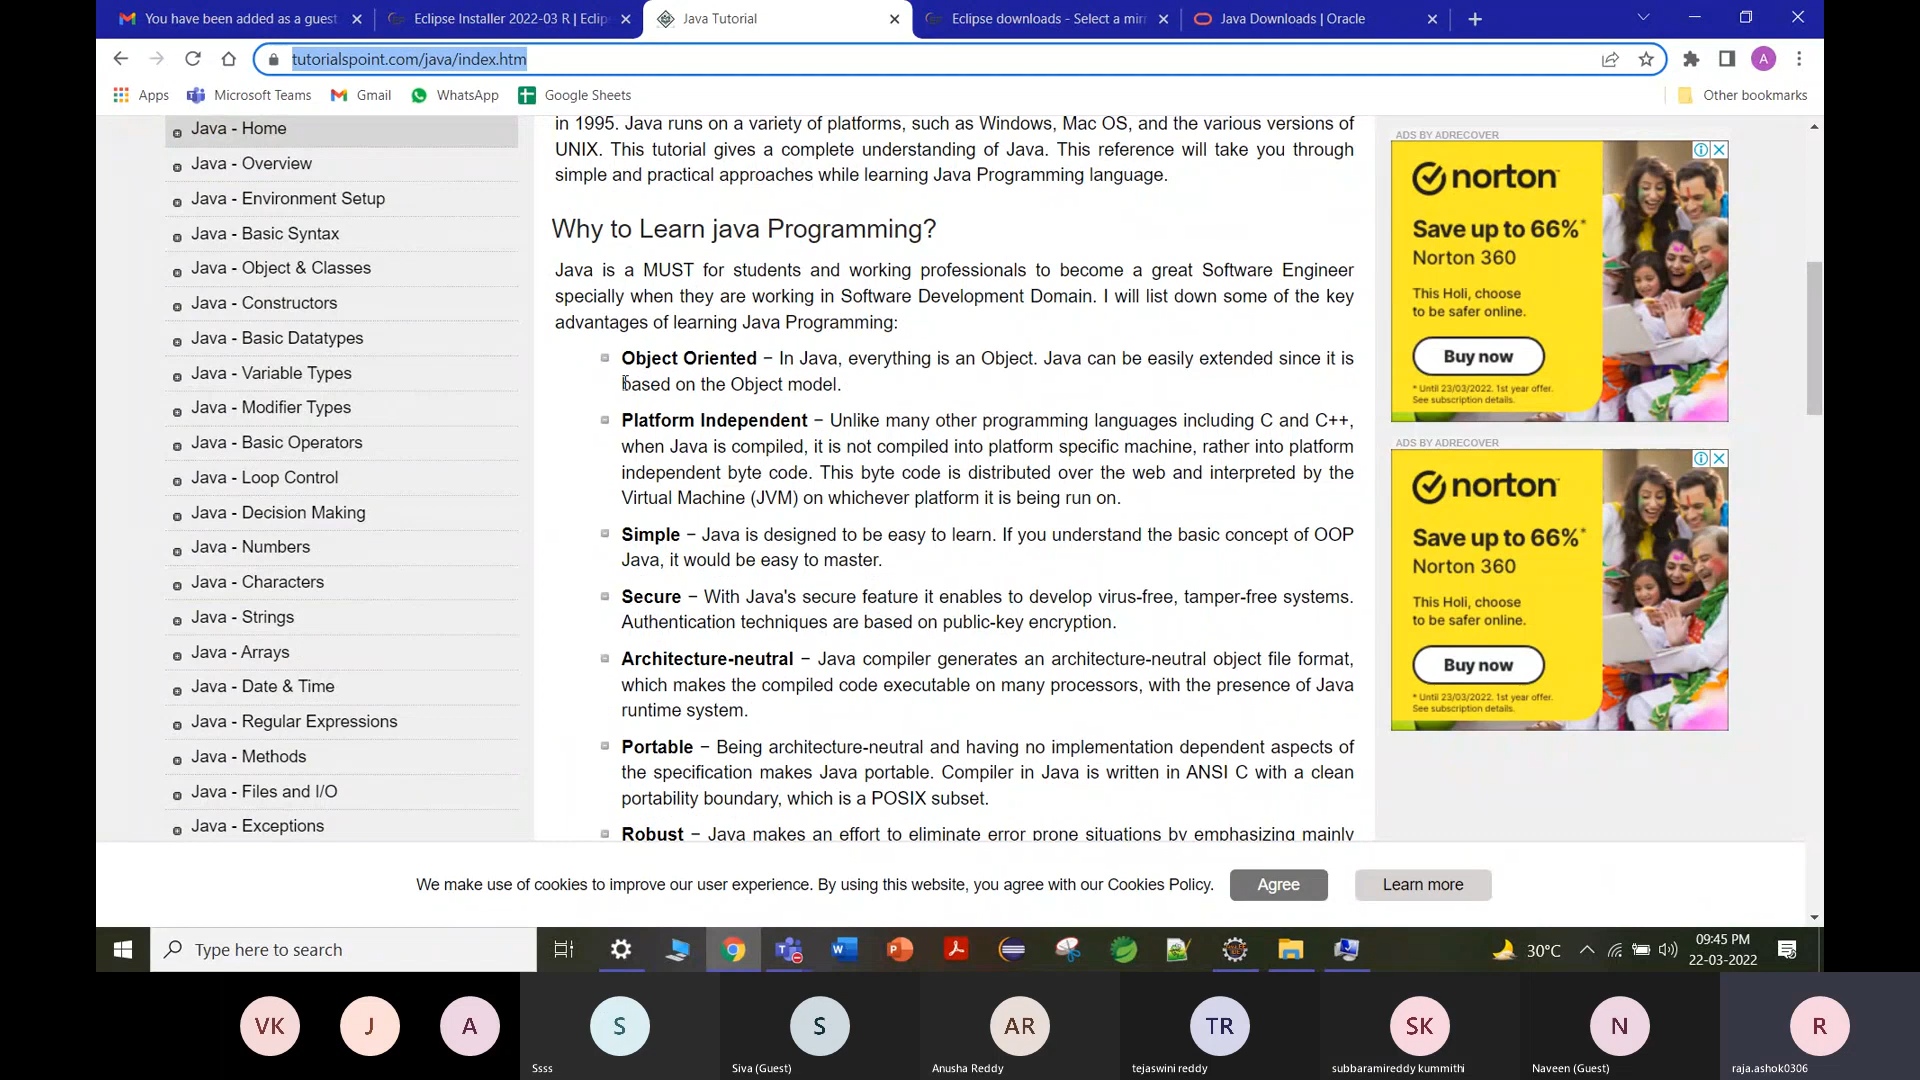 You have been added as a guest
Eclipse Installer 2022-03 R | Eclip
Java Tutorial
Eclipse downloads - Select a mir
Java Downloads | Oracle
tutorialspoint.com/java/index.htm
A
Apps
Microsoft Teams
Gmail
WhatsApp
Google Sheets
Other bookmarks
Java - Home
Java - Overview
Java - Environment Setup
Java - Basic Syntax
Java - Object & Classes
Java - Constructors
Java - Basic Datatypes
Java - Variable Types
Java - Modifier Types
Java - Basic Operators
Java - Loop Control
Java - Decision Making
Java - Numbers
Java - Characters
Java - Strings
Java - Arrays
Java - Date & Time
Java - Regular Expressions
Java - Methods
Java - Files and I/O
Java - Exceptions
in 1995. Java runs on a variety of platforms, such as Windows, Mac OS, and the various versions of
UNIX. This tutorial gives a complete understanding of Java. This reference will take you through
simple and practical approaches while learning Java Programming language.
Why to Learn java Programming?
Java is a MUST for students and working professionals to become a great Software Engineer
specially when they are working in Software Development Domain. I will list down some of the key
advantages of learning Java Programming:
Object Oriented − In Java, everything is an Object. Java can be easily extended since it is
based on the Object model.
Platform Independent − Unlike many other programming languages including C and C++,
when Java is compiled, it is not compiled into platform specific machine, rather into platform
independent byte code. This byte code is distributed over the web and interpreted by the
Virtual Machine (JVM) on whichever platform it is being run on.
Simple − Java is designed to be easy to learn. If you understand the basic concept of OOP
Java, it would be easy to master.
Secure − With Java's secure feature it enables to develop virus-free, tamper-free systems.
Authentication techniques are based on public-key encryption.
Architecture-neutral − Java compiler generates an architecture-neutral object file format,
which makes the compiled code executable on many processors, with the presence of Java
runtime system.
Portable − Being architecture-neutral and having no implementation dependent aspects of
the specification makes Java portable. Compiler in Java is written in ANSI C with a clean
portability boundary, which is a POSIX subset.
Robust − Java makes an effort to eliminate error prone situations by emphasizing mainly
ADS BY ADRECOVER
norton
Save up to 66%*
Norton 360
This Holi, choose
to be safer online.
Buy now
* Until 23/03/2022. 1st year offer.
See subscription details.
ADS BY ADRECOVER
norton
Save up to 66%*
Norton 360
This Holi, choose
to be safer online.
Buy now
* Until 23/03/2022. 1st year offer.
See subscription details.
We make use of cookies to improve our user experience. By using this website, you agree with our Cookies Policy.
Agree
Learn more
Type here to search
30°C
09:45 PM
22-03-2022
VK
J
A
S
S
AR
TR
SK
N
R
Ssss
Siva (Guest)
Anusha Reddy
tejaswini reddy
subbaramireddy kummithi
Naveen (Guest)
raja.ashok0306